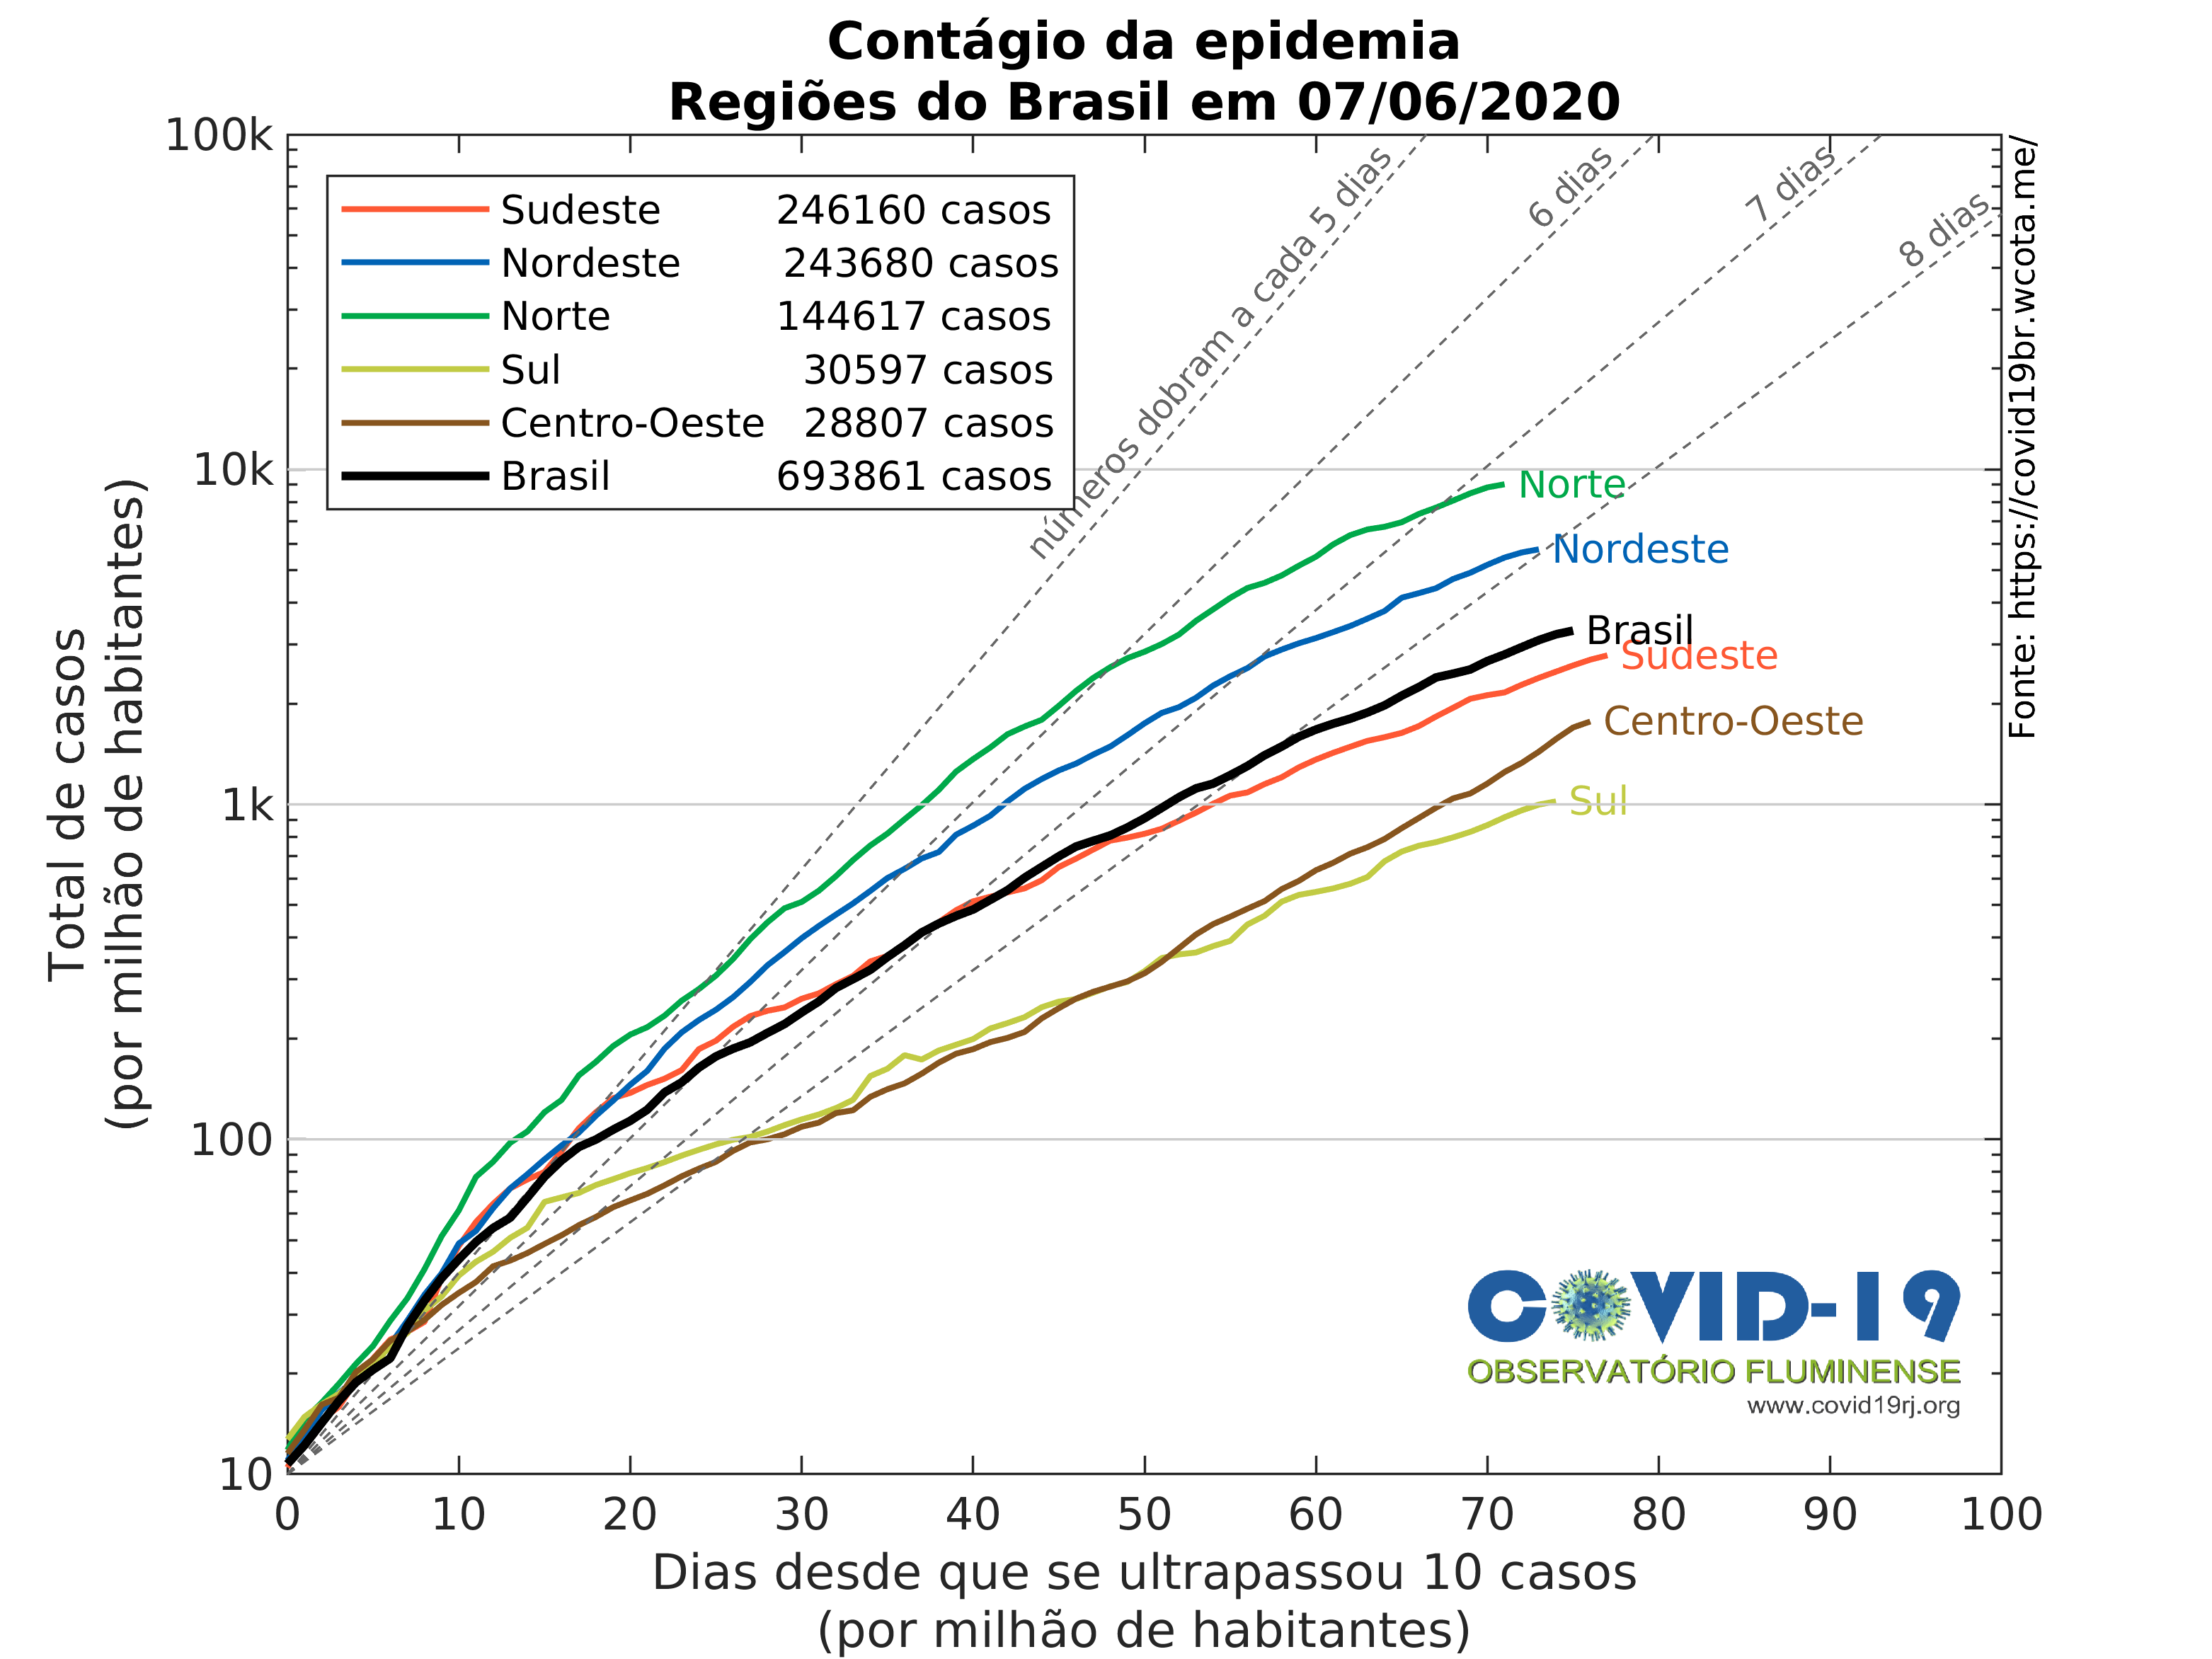 Contágio da epidemia
Regiões do Brasil em 07/06/2020
Total de casos
(por milhão de habitantes)
100k
10k
1k
100
10
Sudeste 246160 casos
Nordeste 243680 casos
Norte 144617 casos
Sul 30597 casos
Centro-Oeste 28807 casos
Brasil 693861 casos
números dobram a cada 5 dias
6 dias
7 dias
8 dias
Norte
Nordeste
Brasil
Sudeste
Centro-Oeste
Sul
Fonte: https://covid19br.wcota.me/
COVID-19
OBSERVATÓRIO FLUMINENSE
www.covid19rj.org
0 10 20 30 40 50 60 70 80 90 100
Dias desde que se ultrapassou 10 casos
(por milhão de habitantes)